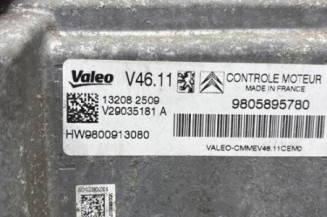 Valeo V46.11 CONTROLE MOTEUR
MADE IN FRANCE
13208 2509 9805895780
V29035181 A
HW9800913080
VALEO-CMMEV46.11CEM0